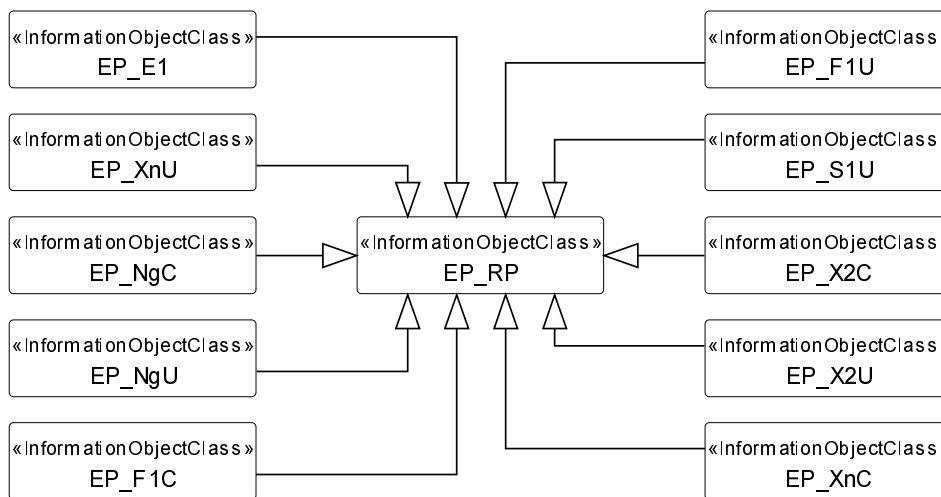 «InformationObjectClass»
EP_E1
«InformationObjectClass»
EP_XnU
«InformationObjectClass»
EP_NgC
«InformationObjectClass»
EP_NgU
«InformationObjectClass»
EP_F1C
«InformationObjectClass»
EP_RP
«InformationObjectClass
EP_F1U
«InformationObjectClass
EP_S1U
«InformationObjectClass
EP_X2C
«InformationObjectClass
EP_X2U
«InformationObjectClass
EP_XnC